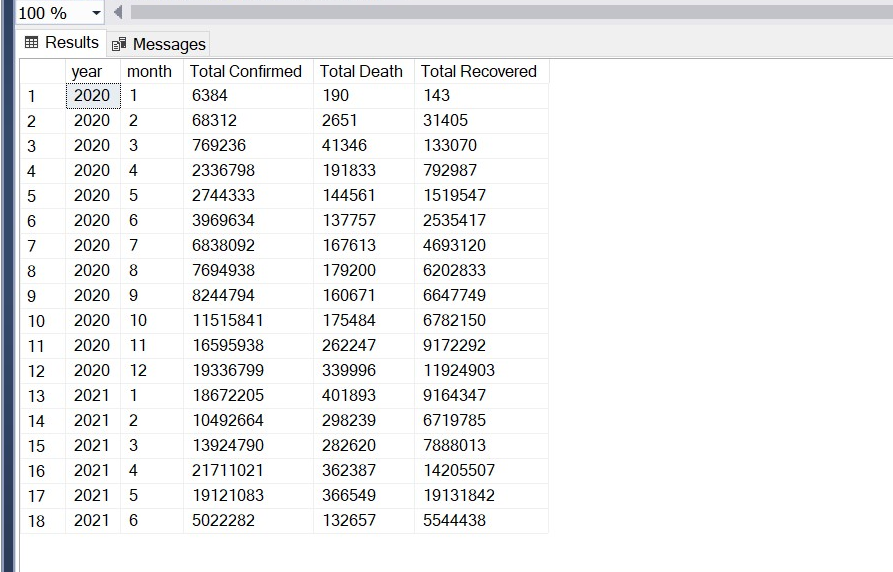 100 %
Results Messages
year month Total Confirmed Total Death Total Recovered
1 2020 1 6384 190 143
2 2020 2 68312 2651 31405
3 2020 3 769236 41346 133070
4 2020 4 2336798 191833 792987
5 2020 5 2744333 144561 1519547
6 2020 6 3969634 137757 2535417
7 2020 7 6838092 167613 4693120
8 2020 8 7694938 179200 6202833
9 2020 9 8244794 160671 6647749
10 2020 10 11515841 175484 6782150
11 2020 11 16595938 262247 9172292
12 2020 12 19336799 339996 11924903
13 2021 1 18672205 401893 9164347
14 2021 2 10492664 298239 6719785
15 2021 3 13924790 282620 7888013
16 2021 4 21711021 362387 14205507
17 2021 5 19121083 366549 19131842
18 2021 6 5022282 132657 5544438